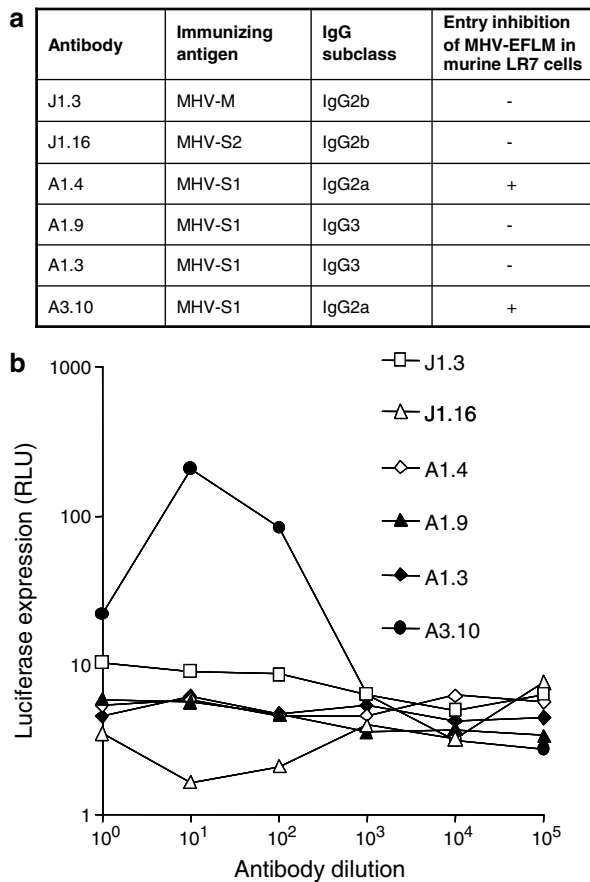 a
Antibody Immunizing antigen IgG subclass Entry inhibition of MHV-EFLM in murine LR7 cells
J1.3 MHV-M IgG2b -
J1.16 MHV-S2 IgG2b -
A1.4 MHV-S1 IgG2a +
A1.9 MHV-S1 IgG3 -
A1.3 MHV-S1 IgG3 -
A3.10 MHV-S1 IgG2a +
b
1000
100
10
1
Luciferase expression (RLU)
J1.3
J1.16
A1.4
A1.9
A1.3
A3.10
10⁰ 10¹ 10² 10³ 10⁴ 10⁵
Antibody dilution